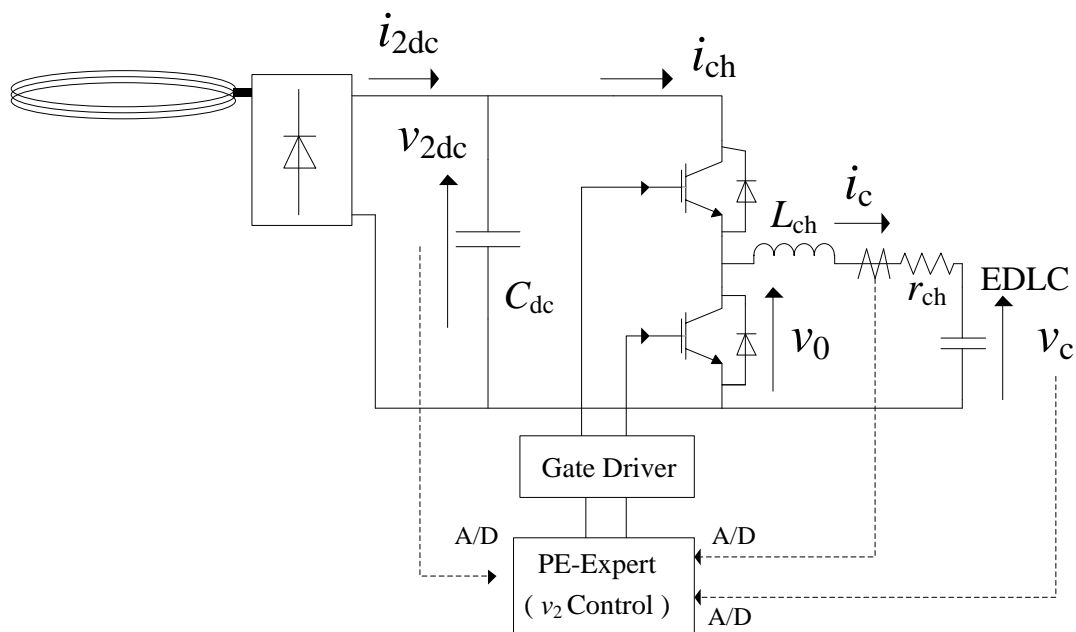 i2dc
ich
v2dc
Cdc
Lch
ic
rch
EDLC
v0
vc
Gate Driver
A/D
A/D
PE-Expert
( v2 Control )
A/D